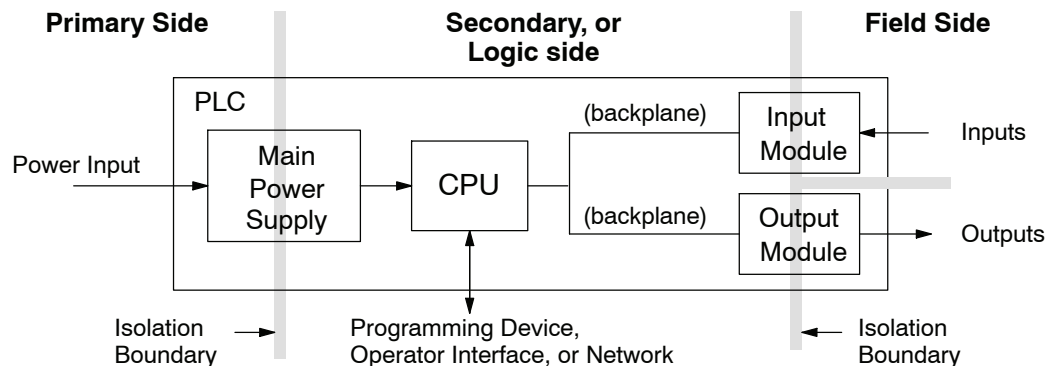 Primary Side
Secondary, or
Logic side
Field Side
PLC
(backplane)
Input
Module
Inputs
Power Input
Main
Power
Supply
CPU
(backplane)
Output
Module
Outputs
Isolation
Boundary
Programming Device,
Operator Interface, or Network
Isolation
Boundary